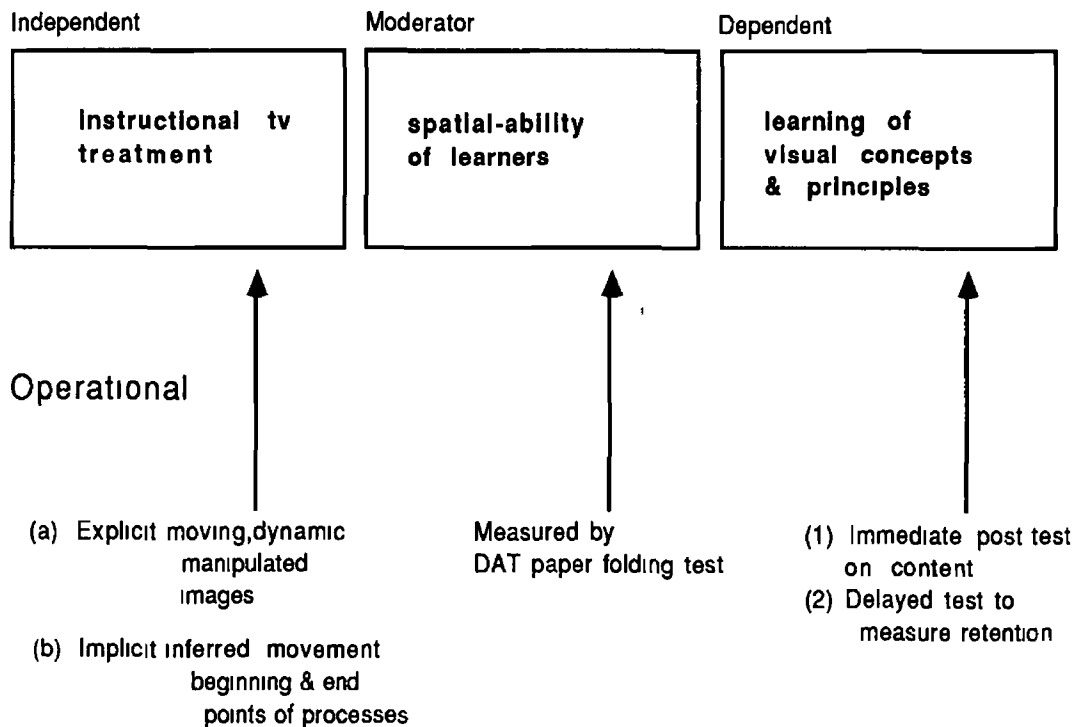 Independent
Moderator
Dependent
instructional tv
treatment
spatial-ability
of learners
learning of
visual concepts
& principles
Operational
(a) Explicit moving,dynamic
manipulated
images
(b) Implicit inferred movement
beginning & end
points of processes
Measured by
DAT paper folding test
(1) Immediate post test
on content
(2) Delayed test to
measure retention